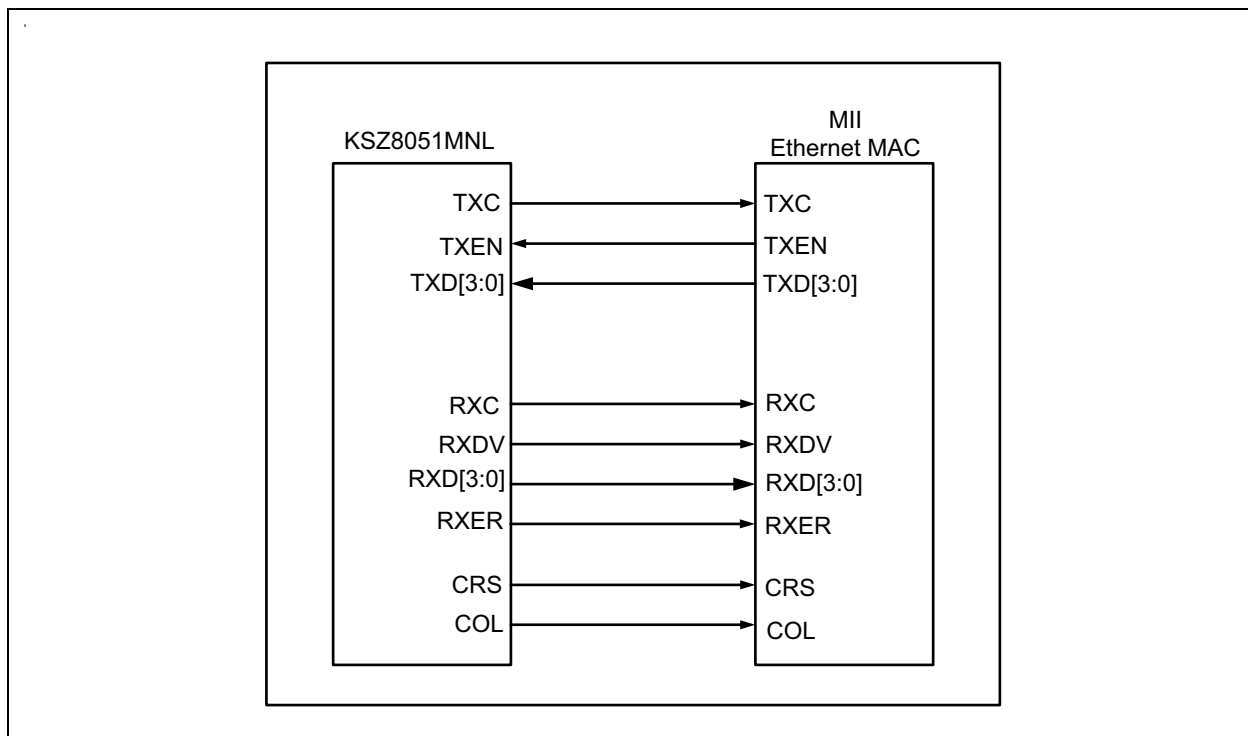 KSZ8051MNL
MII
Ethernet MAC
TXC
TXC
TXEN
TXEN
TXD[3:0]
TXD[3:0]
RXC
RXC
RXDV
RXDV
RXD[3:0]
RXD[3:0]
RXER
RXER
CRS
CRS
COL
COL